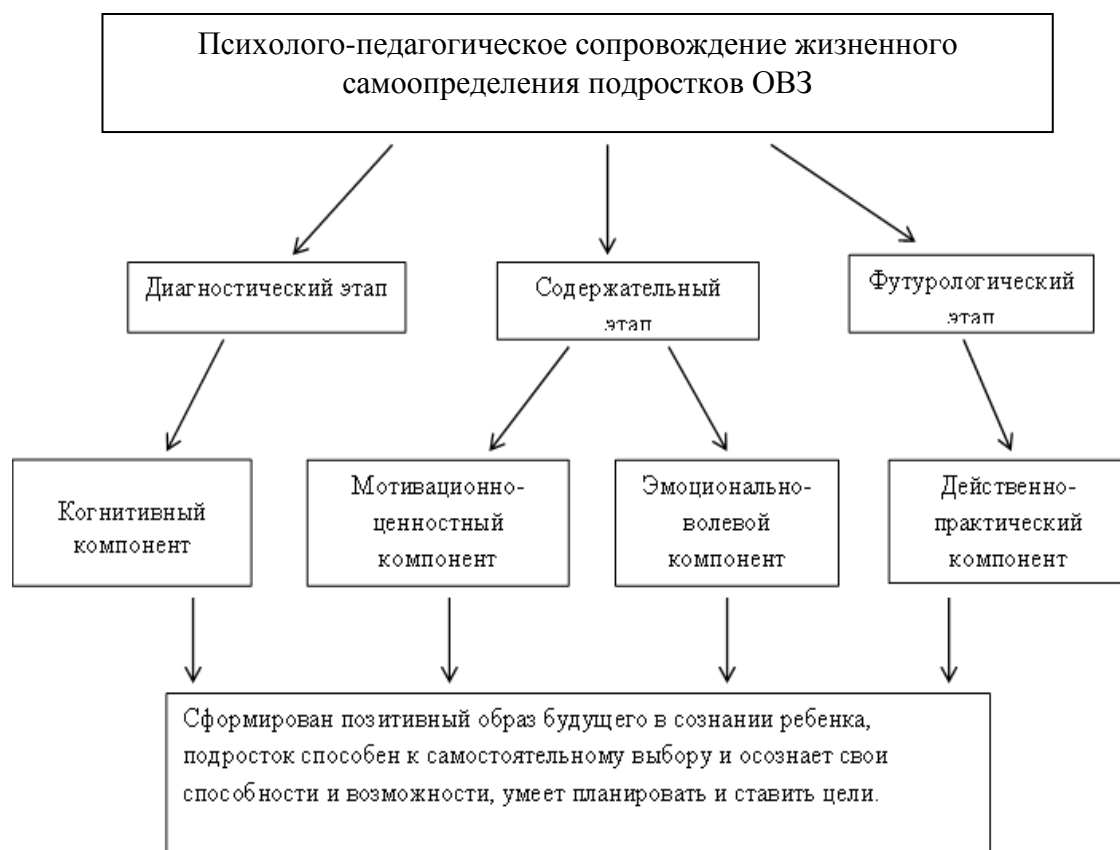 Психолого-педагогическое сопровождение жизненного
самоопределения подростков ОВЗ
Диагностический этап
Содержательный
этап
Футурологический
этап
Когнитивный
компонент
Мотивационно-
ценностный
компонент
Эмоционально-
волевой
компонент
Действенно-
практический
компонент
Сформирован позитивный образ будущего в сознании ребенка,
подросток способен к самостоятельному выбору и осознает свои
способности и возможности, умеет планировать и ставить цели.